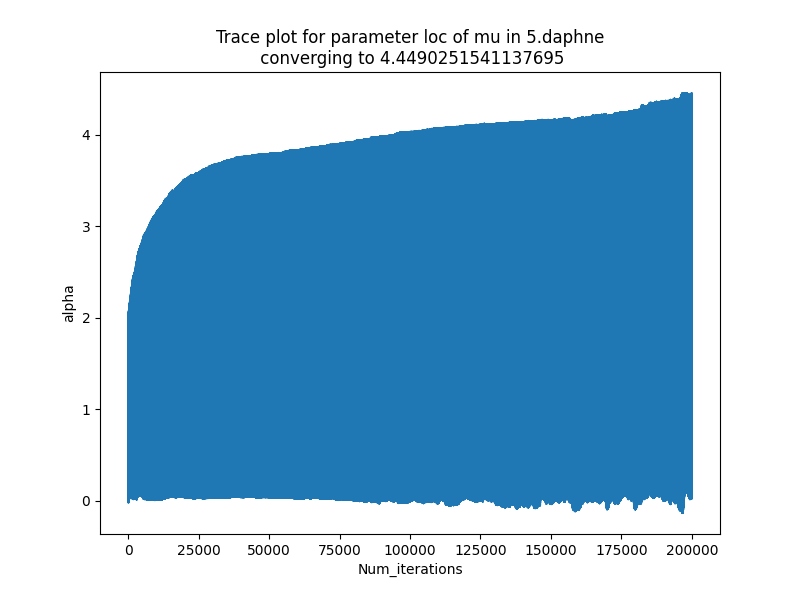 Trace plot for parameter loc of mu in 5.daphne
converging to 4.4490251541137695
4
3
2
1
0
alpha
0 25000 50000 75000 100000 125000 150000 175000 200000
Num_iterations